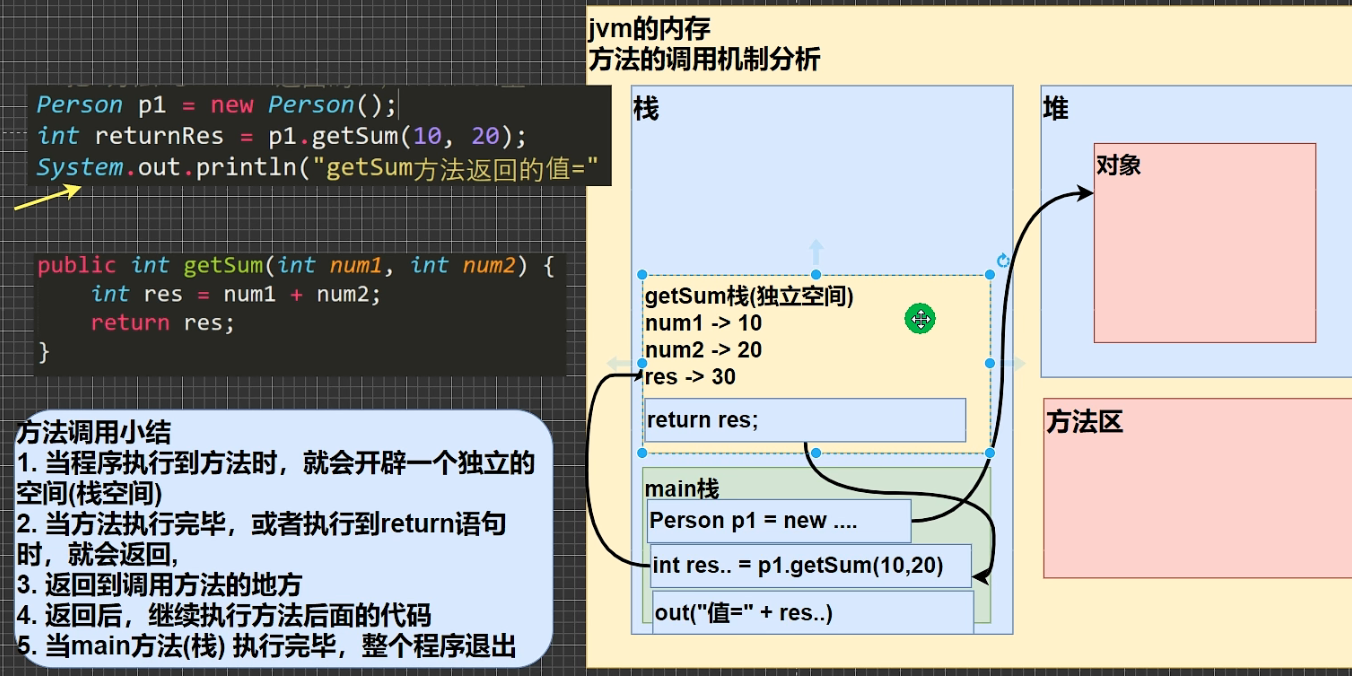 Person p1 = new Person();
int returnRes = p1.getSum(10, 20);
System.out.println("getSum方法返回的值="
public int getSum(int num1, int num2) {
int res = num1 + num2;
return res;
}
方法调用小结
1. 当程序执行到方法时，就会开辟一个独立的
空间(栈空间)
2. 当方法执行完毕，或者执行到return语句
时，就会返回,
3. 返回到调用方法的地方
4. 返回后，继续执行方法后面的代码
5. 当main方法(栈) 执行完毕，整个程序退出
jvm的内存
方法的调用机制分析
栈
getSum栈(独立空间)
num1 -> 10
num2 -> 20
res -> 30
return res;
main栈
Person p1 = new ....
int res.. = p1.getSum(10,20)
out("值=" + res..)
堆
对象
方法区